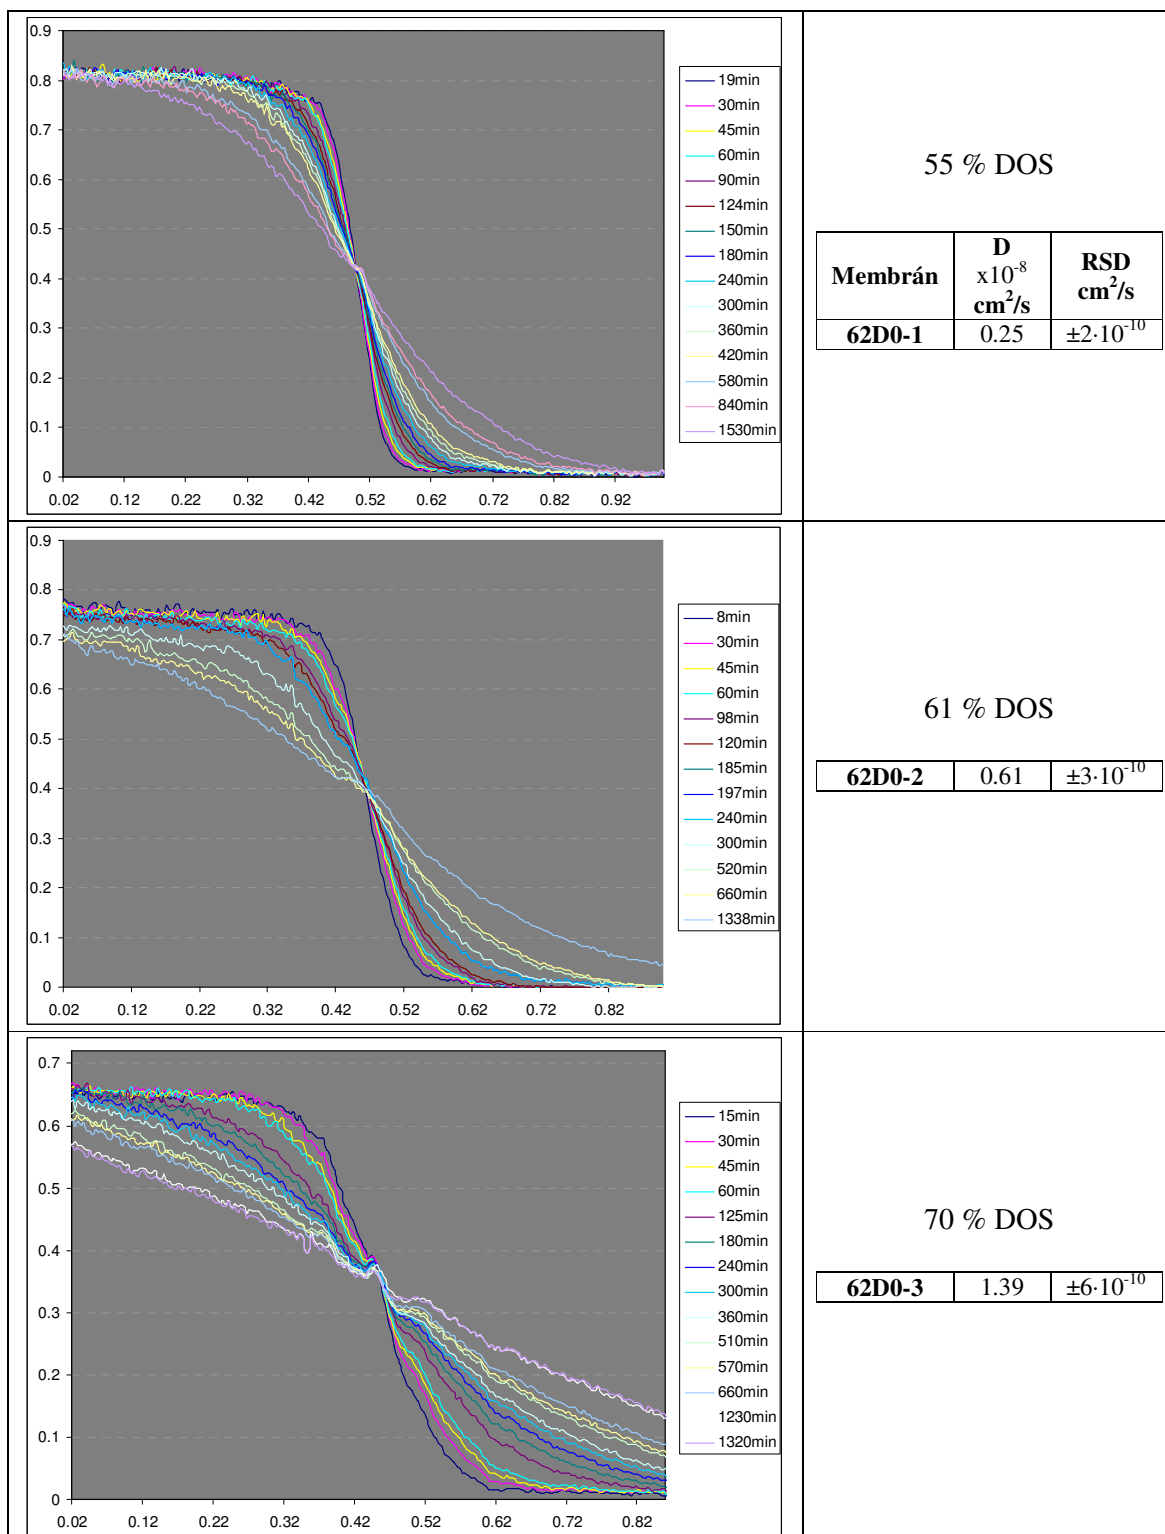 0.9
0.8
0.7
0.6
0.5
0.4
0.3
0.2
0.1
0
0.02 0.12 0.22 0.32 0.42 0.52 0.62 0.72 0.82 0.92
19min
30min
45min
60min
90min
124min
150min
180min
240min
300min
360min
420min
580min
840min
1530min
55 % DOS
Membrán D x10⁻⁸ cm²/s RSD cm²/s
62D0-1 0.25 ±2·10⁻¹⁰
0.9
0.8
0.7
0.6
0.5
0.4
0.3
0.2
0.1
0
0.02 0.12 0.22 0.32 0.42 0.52 0.62 0.72 0.82
8min
30min
45min
60min
98min
120min
185min
197min
240min
300min
520min
660min
1338min
61 % DOS
62D0-2 0.61 ±3·10⁻¹⁰
0.7
0.6
0.5
0.4
0.3
0.2
0.1
0
0.02 0.12 0.22 0.32 0.42 0.52 0.62 0.72 0.82
15min
30min
45min
60min
125min
180min
240min
300min
360min
510min
570min
660min
1230min
1320min
70 % DOS
62D0-3 1.39 ±6·10⁻¹⁰